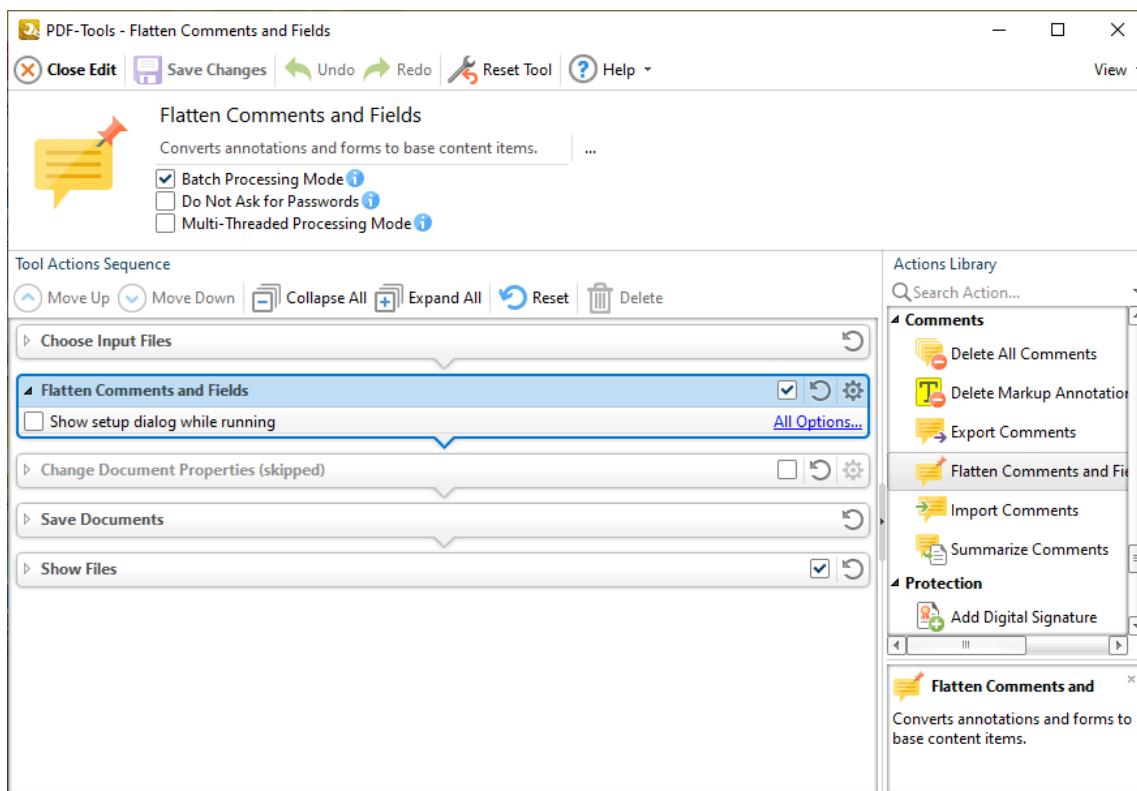 PDF-Tools - Flatten Comments and Fields
Close Edit Save Changes Undo Redo Reset Tool ? Help View
Flatten Comments and Fields
Converts annotations and forms to base content items. ...
Batch Processing Mode i
Do Not Ask for Passwords i
Multi-Threaded Processing Mode i
Tool Actions Sequence
Move Up Move Down Collapse All Expand All Reset Delete
Choose Input Files
Flatten Comments and Fields
Show setup dialog while running All Options...
Change Document Properties (skipped)
Save Documents
Show Files
Actions Library
Search Action...
Comments
Delete All Comments
T Delete Markup Annotation
Export Comments
Flatten Comments and Fie
Import Comments
Summarize Comments
Protection
Add Digital Signature
Flatten Comments and
Converts annotations and forms to
base content items.